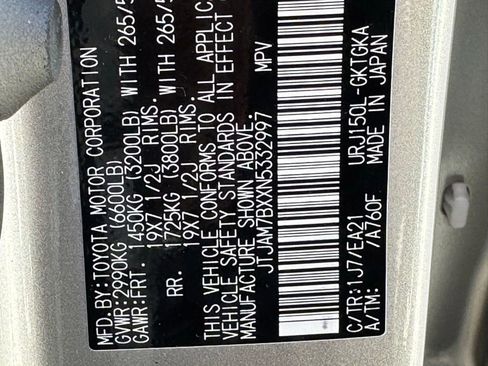 MFD.BY:TOYOTA MOTOR CORPORATION
GVWR:2990KG (6600LB)
GAWR:FRT. 1450KG (3200LB) WITH 265/5
19X7 1/2J RIMS.
RR. 1725KG (3800LB) WITH 265/5
19X7 1/2J RIMS.
THIS VEHICLE CONFORMS TO ALL APPLIC
VEHICLE SAFETY STANDARDS IN EFFECT
MANUFACTURE SHOWN ABOVE.
JTJAM7BXXN5332997 MPV
C/TR:1J7/EA21 URJ150L-GKTGKA
A/TM: /A760F MADE IN JAPAN